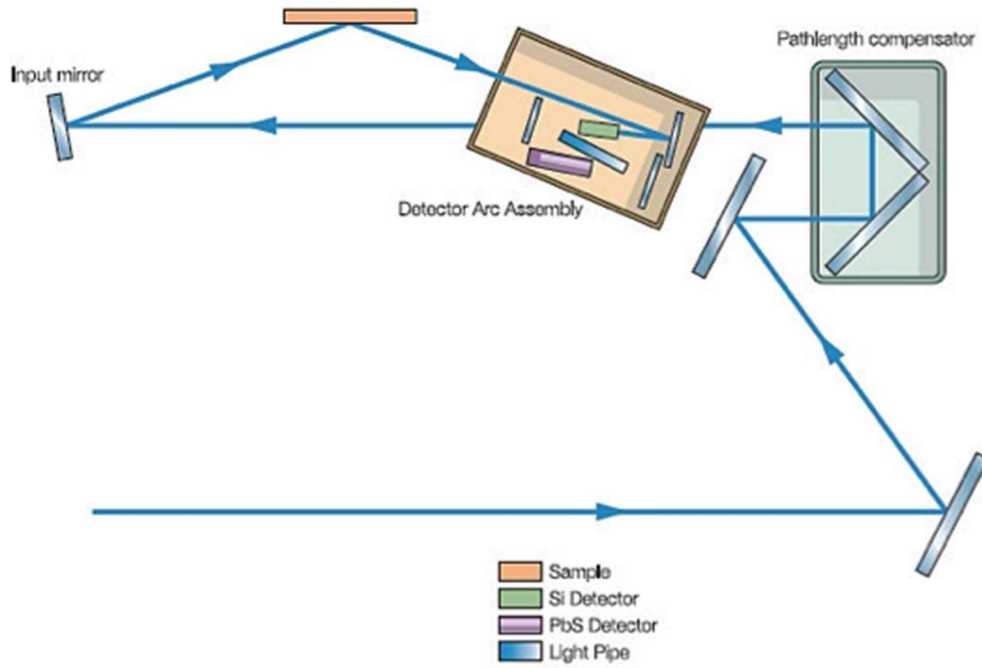 Pathlength compensator
Input mirror
Detector Arc Assembly
Sample
Si Detector
PbS Detector
Light Pipe